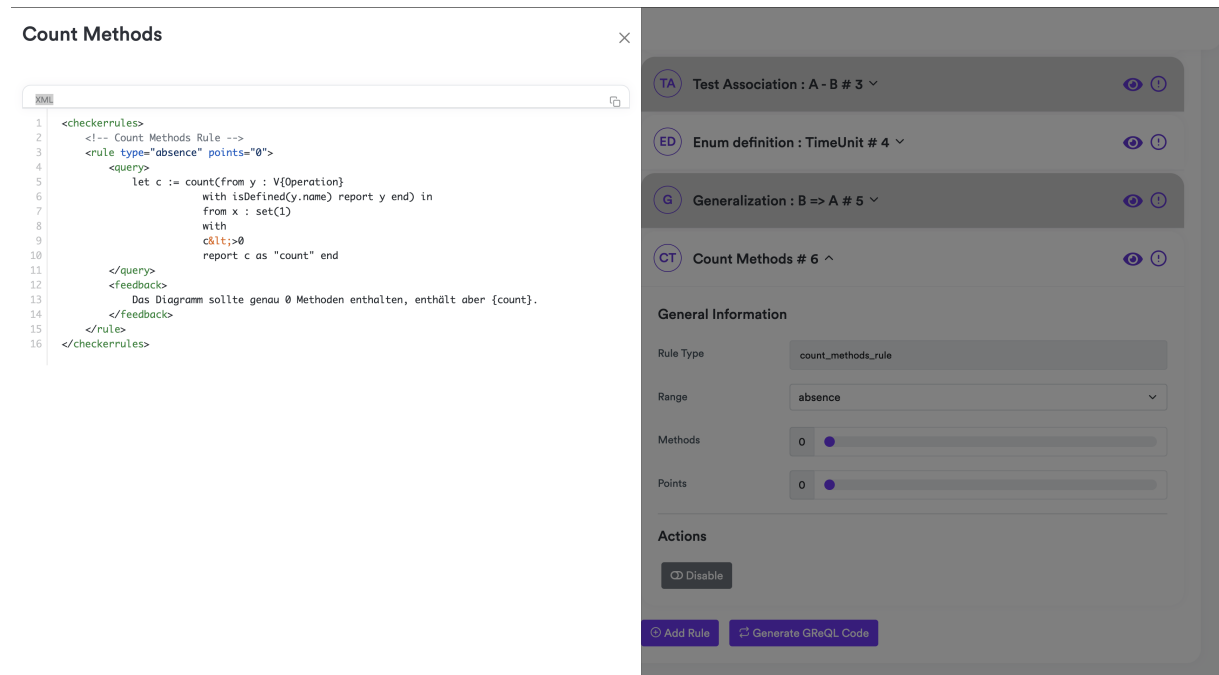 Count Methods
XML
1 <checkerrules>
2 <!-- Count Methods Rule -->
3 <rule type="absence" points="0">
4 <query>
5 let c := count(from y : V{Operation}
6 with isDefined(y.name) report y end) in
7 from x : set(1)
8 with
9 c&lt;>0
10 report c as "count" end
11 </query>
12 <feedback>
13 Das Diagramm sollte genau 0 Methoden enthalten, enthält aber {count}.
14 </feedback>
15 </rule>
16 </checkerrules>
TA Test Association : A - B # 3
ED Enum definition : TimeUnit # 4
G Generalization : B => A # 5
CT Count Methods # 6
General Information
Rule Type count_methods_rule
Range absence
Methods 0
Points 0
Actions
Disable
Add Rule Generate GReQL Code